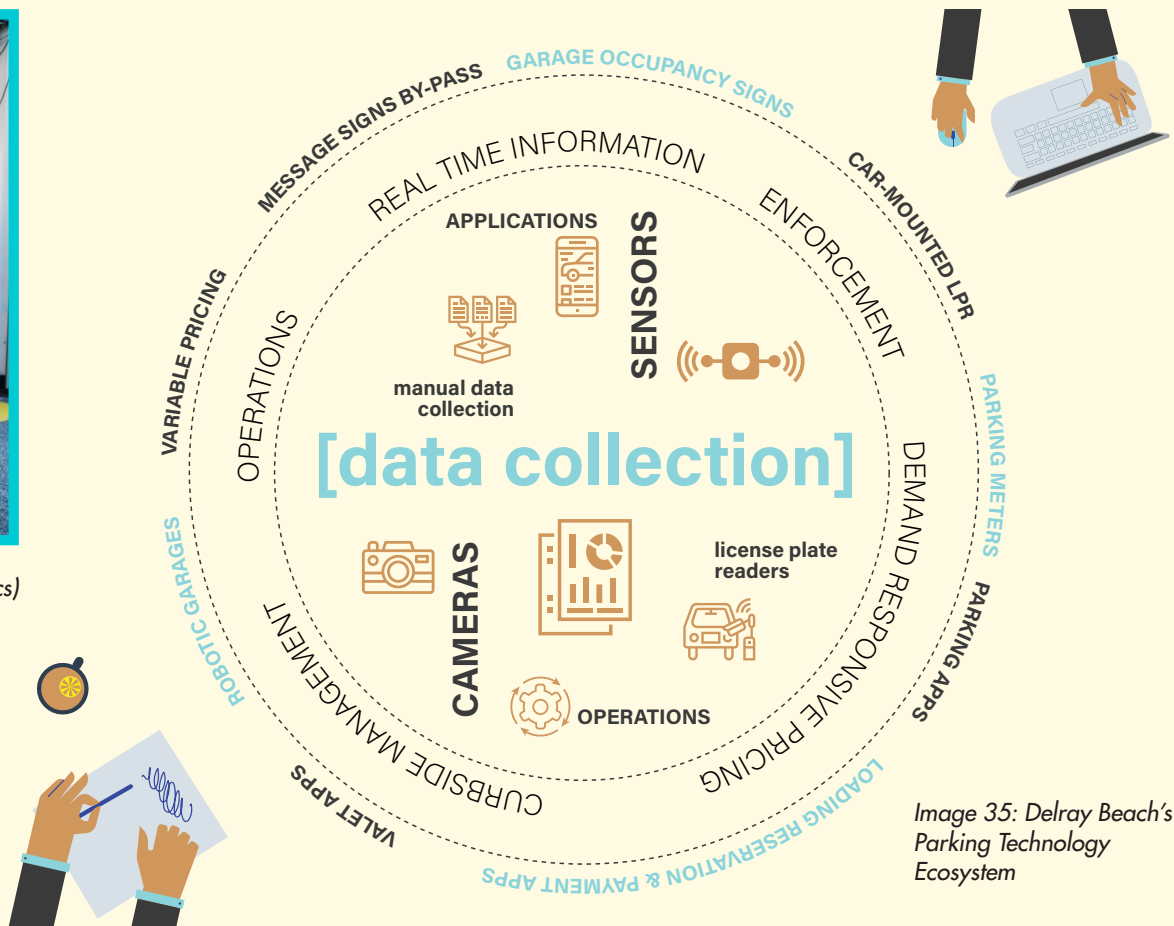 GARAGE OCCUPANCY SIGNS
MESSAGE SIGNS BY-PASS
CAR-MOUNTED LPR
VARIABLE PRICING
PARKING METERS
ROBOTIC GARAGES
PARKING APPS
VALET APPS
LOADING RESERVATION & PAYMENT APPS
REAL TIME INFORMATION
ENFORCEMENT
OPERATIONS
DEMAND RESPONSIVE PRICING
CURBSIDE MANAGEMENT
APPLICATIONS
SENSORS
manual data
collection
[data collection]
CAMERAS
license plate
readers
OPERATIONS
cs)
Image 35: Delray Beach's
Parking Technology
Ecosystem